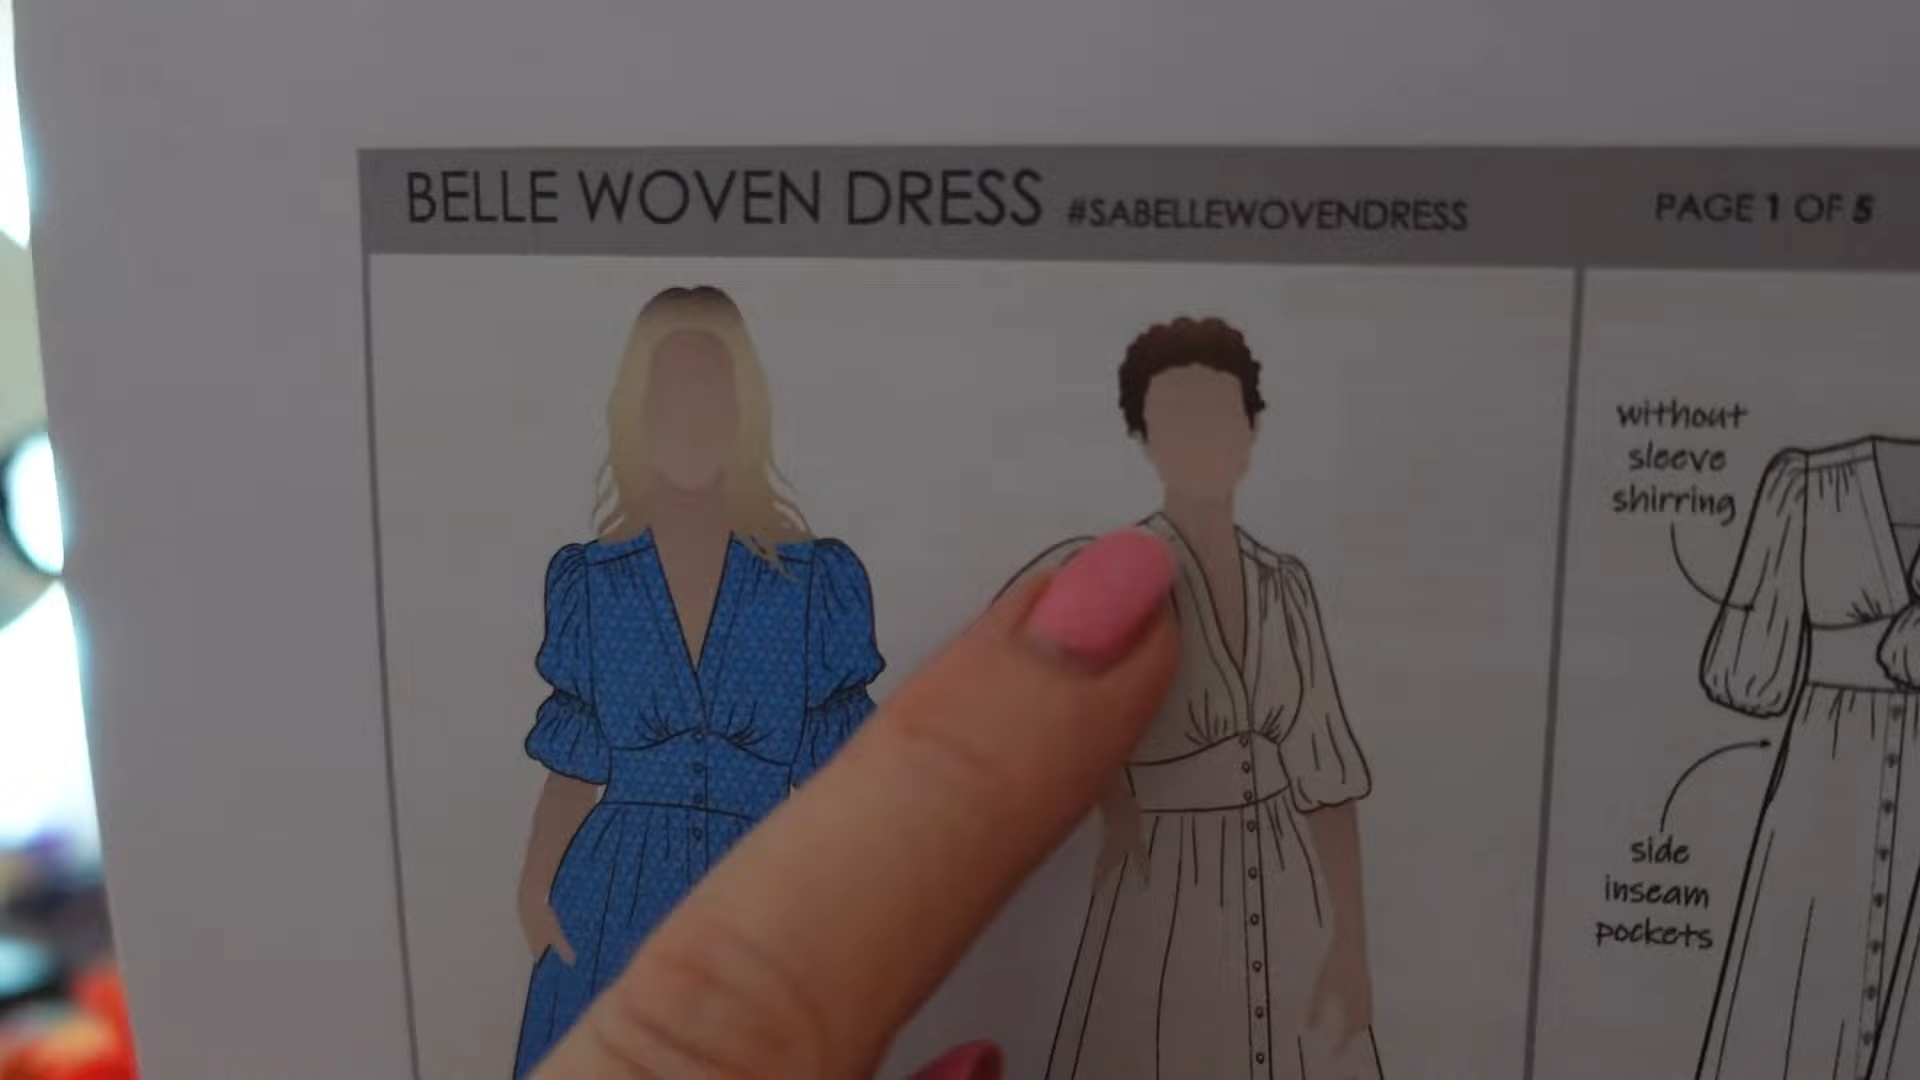 BELLE WOVEN DRESS #SABELLEWOVENDRESS PAGE 1 OF 5
without
sleeve
shirring
side
inseam
pockets